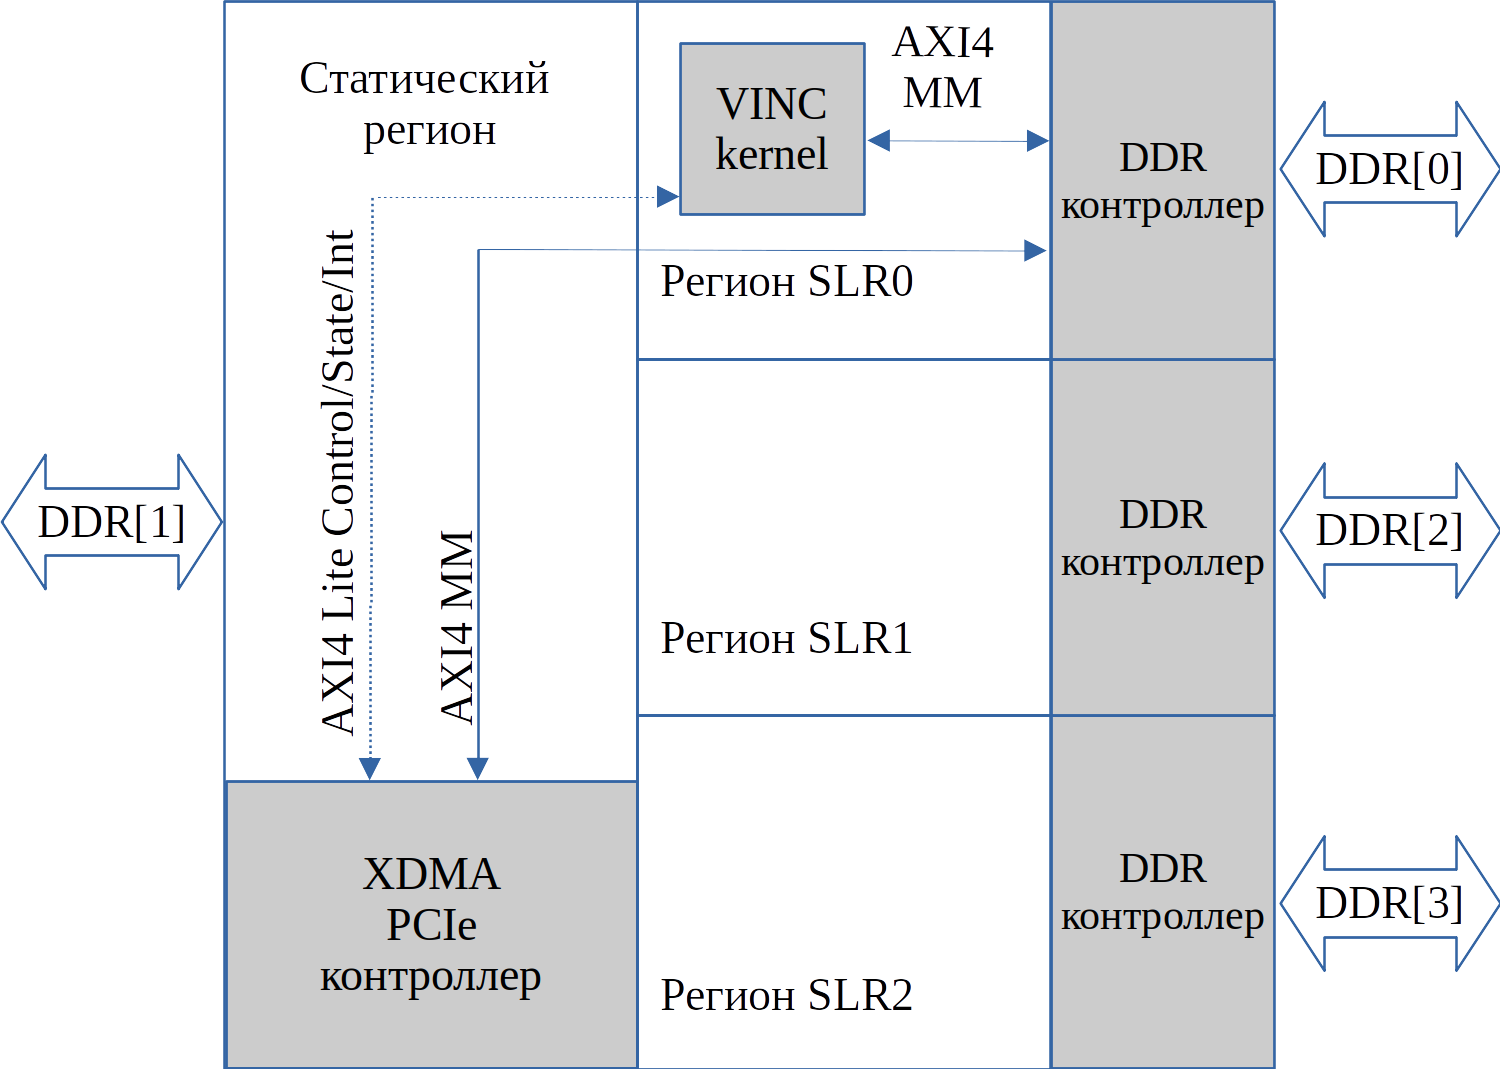 Статический
регион
VINC
kernel
AXI4
MM
DDR
контроллер
DDR[0]
Регион SLR0
AXI4 Lite Control/State/Int
AXI4 MM
DDR[1]
DDR
контроллер
DDR[2]
Регион SLR1
XDMA
PCIe
контроллер
DDR
контроллер
DDR[3]
Регион SLR2